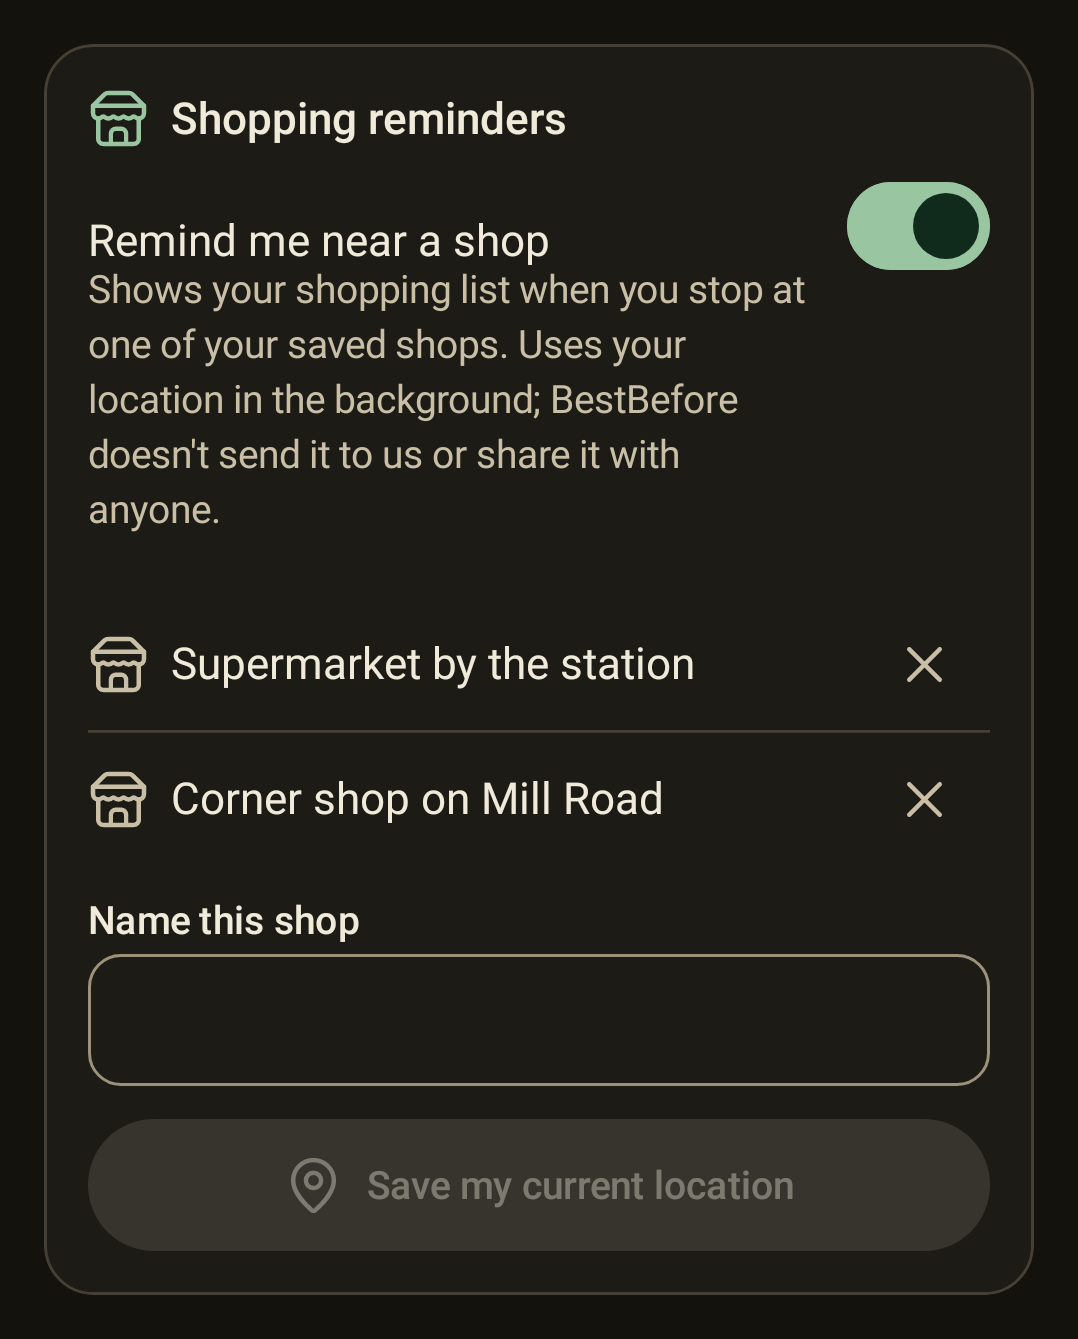 Shopping reminders
Remind me near a shop
Shows your shopping list when you stop at
one of your saved shops. Uses your
location in the background; BestBefore
doesn't send it to us or share it with
anyone.
Supermarket by the station
Corner shop on Mill Road
Name this shop
Save my current location